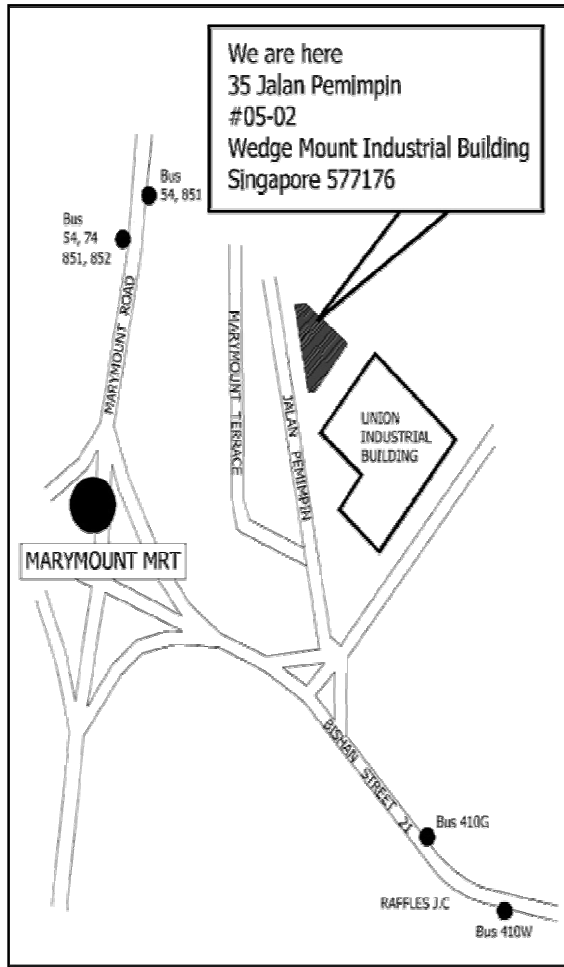 We are here
35 Jalan Pemimpin
#05-02
Wedge Mount Industrial Building
Singapore 577176
Bus
54, 851
Bus
54, 74
851, 852
MARYMOUNT ROAD
MARYMOUNT TERRACE
JALAN PEMIMPIN
UNION
INDUSTRIAL
BUILDING
MARYMOUNT MRT
BISHAN STREET 21
Bus 410G
RAFFLES J.C
Bus 410W